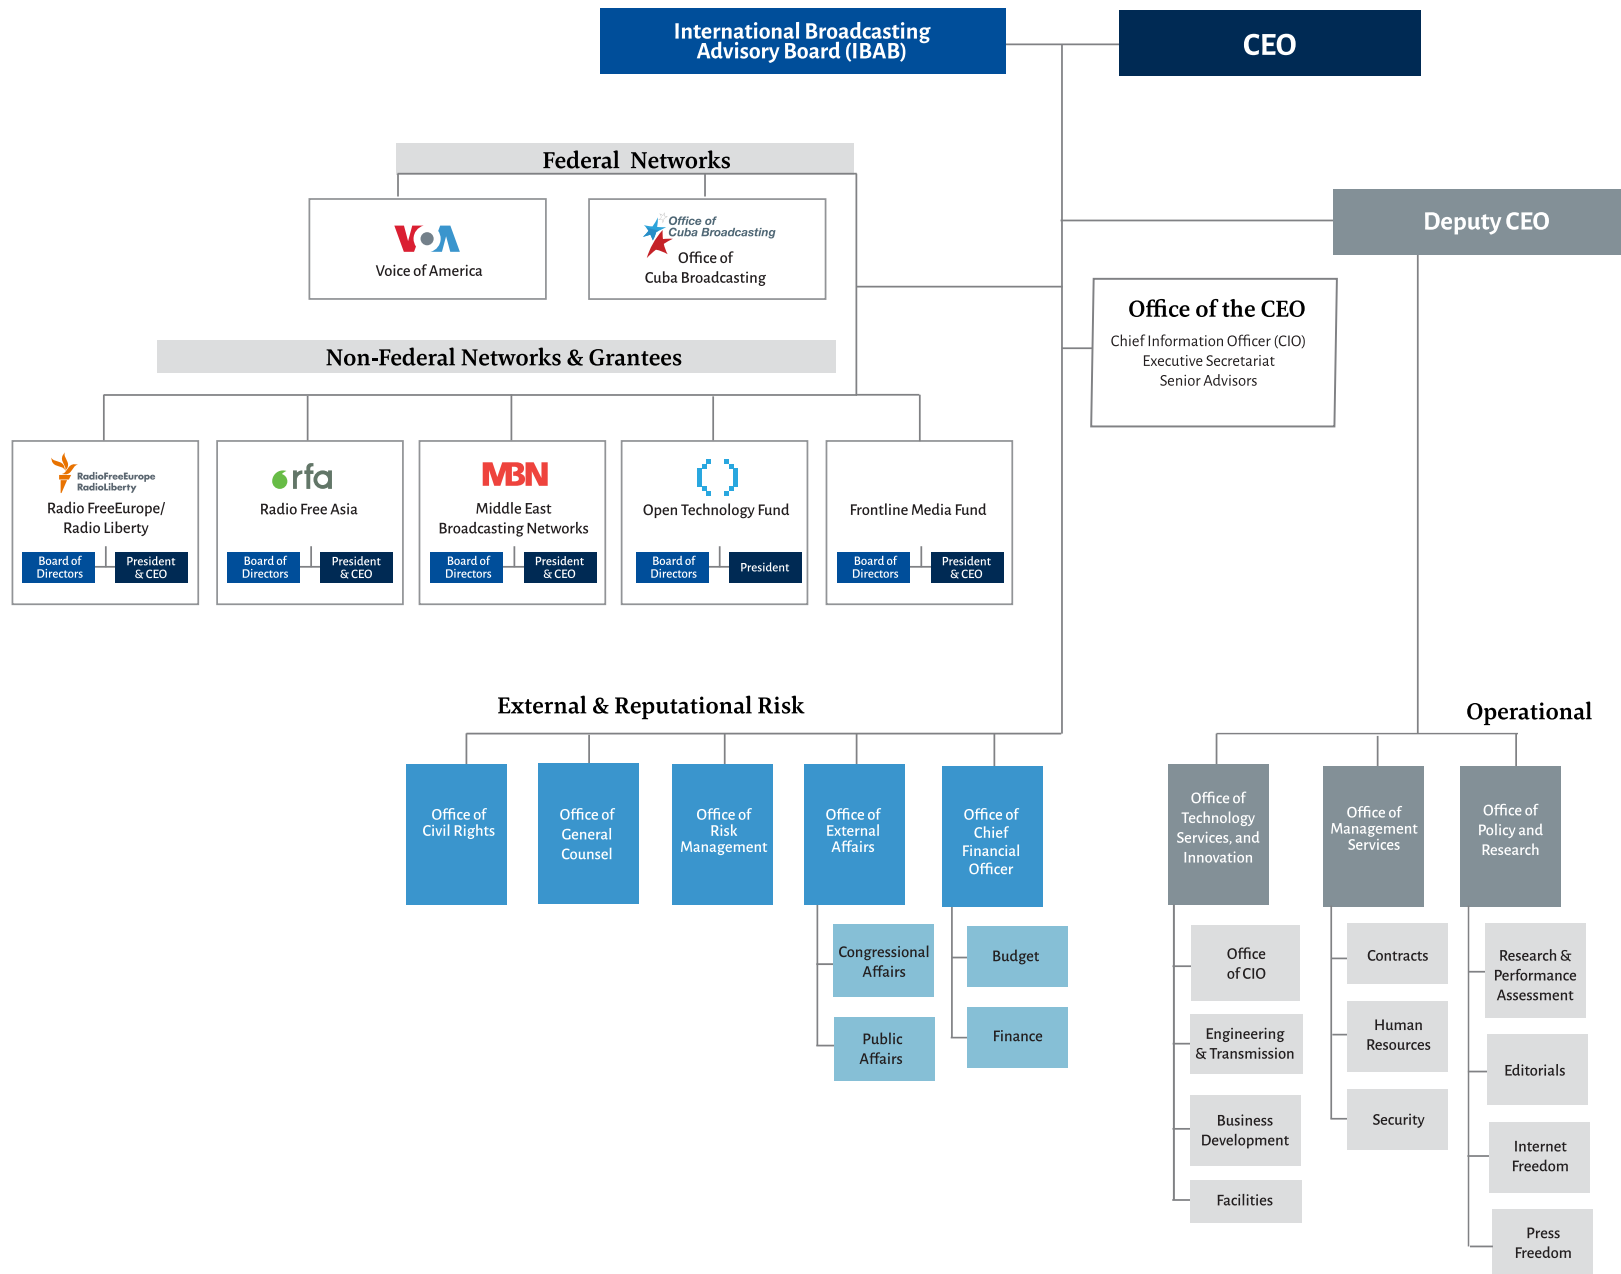 International Broadcasting
Advisory Board (IBAB)
CEO
Federal Networks
VOA
Voice of America
Office of
Cuba Broadcasting
Office of
Cuba Broadcasting
Deputy CEO
Office of the CEO
Chief Information Officer (CIO)
Executive Secretariat
Senior Advisors
Non-Federal Networks & Grantees
RadioFreeEurope
RadioLiberty
Radio FreeEurope/
Radio Liberty
Board of
Directors
President
& CEO
rfa
Radio Free Asia
Board of
Directors
President
& CEO
MBN
Middle East
Broadcasting Networks
Board of
Directors
President
& CEO
Open Technology Fund
Board of
Directors
President
Frontline Media Fund
Board of
Directors
President
& CEO
External & Reputational Risk
Office of
Civil Rights
Office of
General
Counsel
Office of
Risk
Management
Office of
External
Affairs
Congressional
Affairs
Public
Affairs
Office of
Chief
Financial
Officer
Budget
Finance
Operational
Office of
Technology
Services, and
Innovation
Office
of CIO
Engineering
& Transmission
Business
Development
Facilities
Office of
Management
Services
Contracts
Human
Resources
Security
Office of
Policy and
Research
Research &
Performance
Assessment
Editorials
Internet
Freedom
Press
Freedom